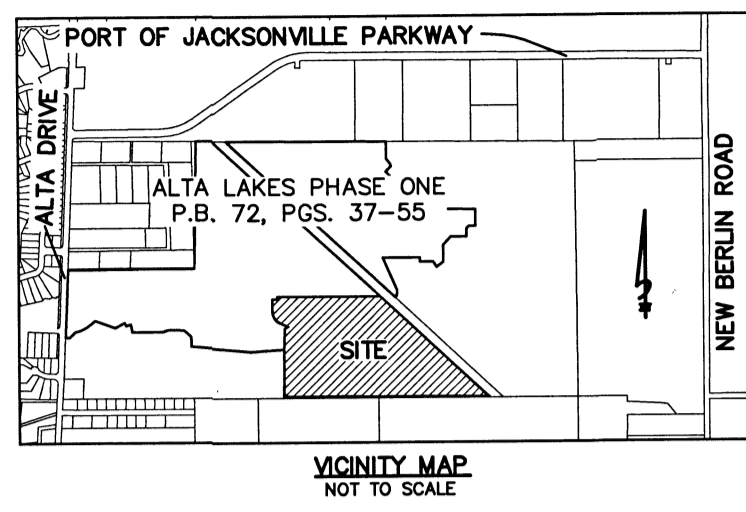 PORT OF JACKSONVILLE PARKWAY
ALTA DRIVE
ALTA LAKES PHASE ONE
P.B. 72, PGS. 37-55
NEW BERLIN ROAD
SITE
VICINITY MAP
NOT TO SCALE